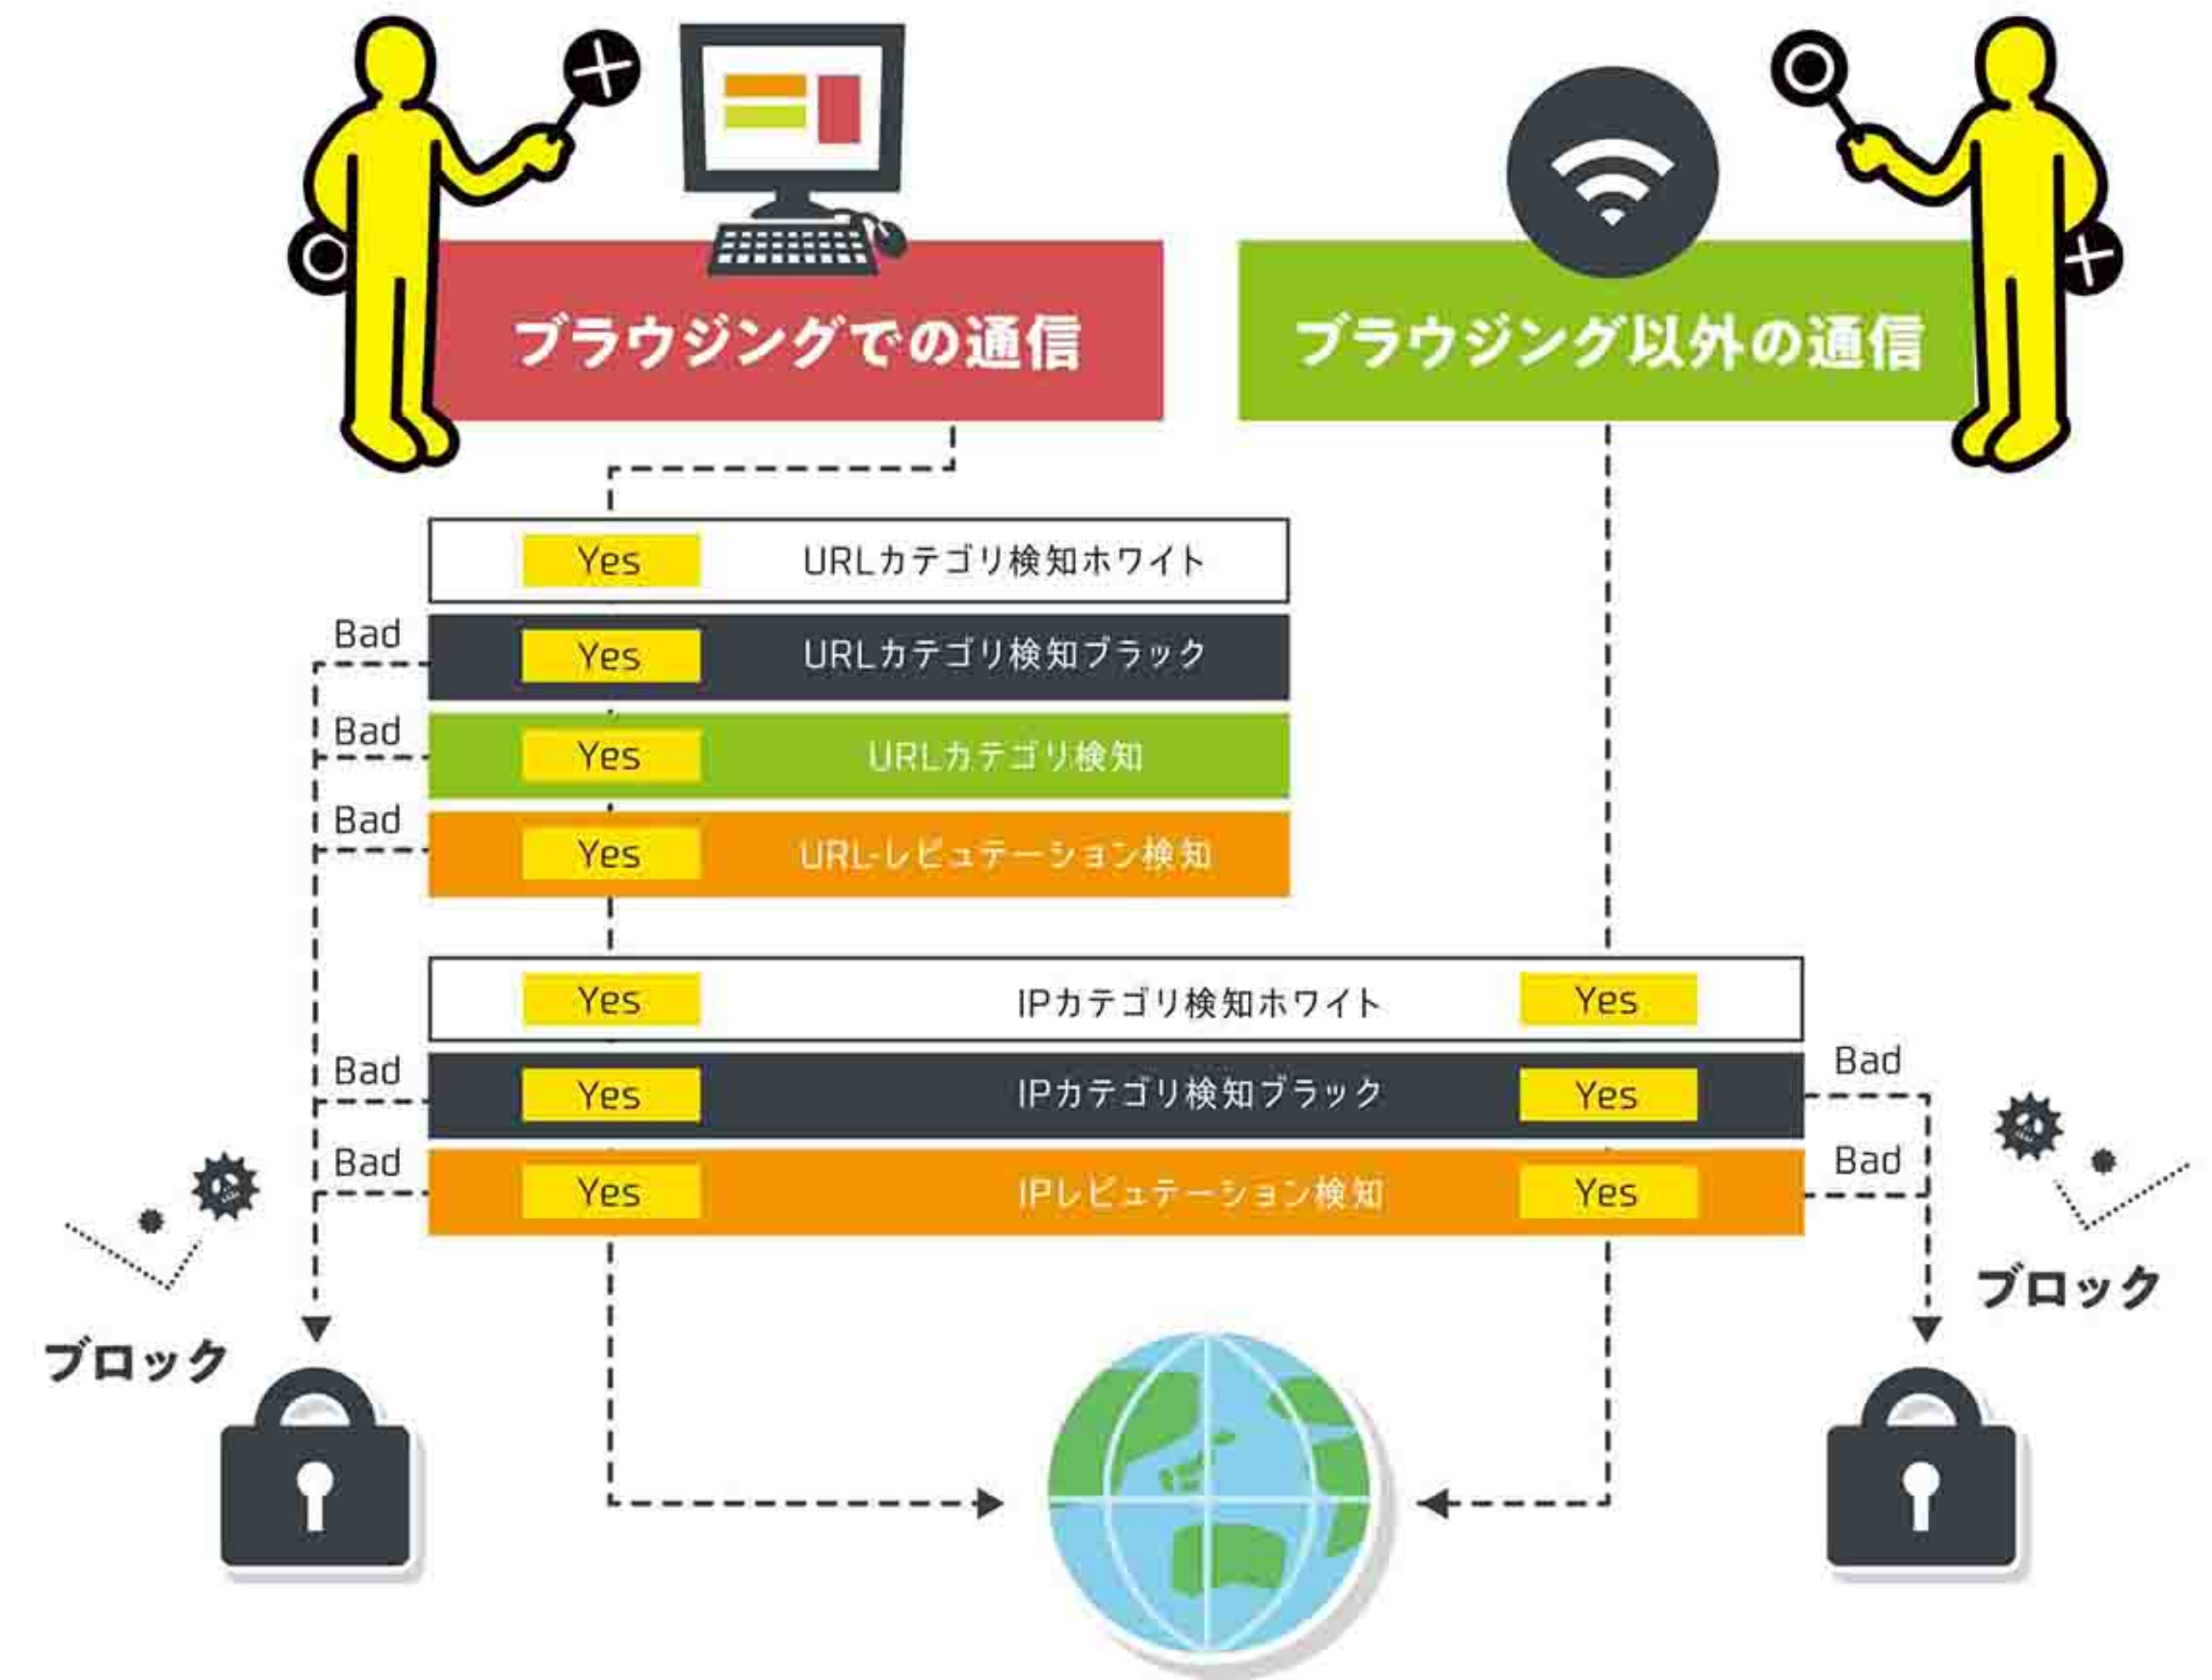 ブラウジングでの通信
ブラウジング以外の通信
Yes URLカテゴリ検知ホワイト
Bad
Yes URLカテゴリ検知ブラック
Bad
Yes URLカテゴリ検知
Bad
Yes URL-レピュテーション検知
Yes IPカテゴリ検知ホワイト Yes
Bad
Yes IPカテゴリ検知ブラック Yes
Bad
Bad
Yes IPレピュテーション検知 Yes
Bad
ブロック
ブロック